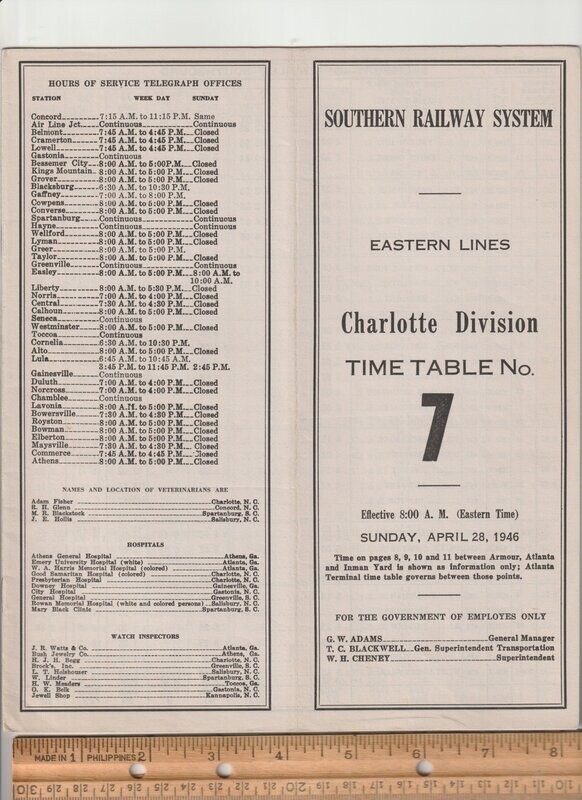 HOURS OF SERVICE TELEGRAPH OFFICES
STATION WEEK DAY SUNDAY
Concord 7:15 A.M. to 11:15 P.M. Same
Air Line Jct. Continuous Continuous
Belmont 7:45 A.M. to 4:45 P.M. Closed
Cramerton 7:45 A.M. to 4:45 P.M. Closed
Lowell 7:45 A.M. to 4:45 P.M. Closed
Gastonia Continuous
Bessemer City 8:00 A.M. to 5:00P.M. Closed
Kings Mountain 8:00 A.M. to 5:00 P.M. Closed
Grover 8:00 A.M. to 5:00 P.M. Closed
Blacksburg 6:30 A.M. to 10:30 P.M.
Gaffney 7:00 A.M. to 8:00 P.M.
Cowpens 8:00 A.M. to 5:00 P.M. Closed
Converse 8:00 A.M. to 5:00 P.M. Closed
Spartanburg Continuous Continuous
Hayne Continuous Continuous
Wellford 8:00 A.M. to 5:00 P.M. Closed
Lyman 8:00 A.M. to 5:00 P.M. Closed
Greer 8:00 A.M. to 5:00 P.M.
Taylor 8:00 A.M. to 5:00 P.M. Closed
Greenville Continuous Continuous
Easley 8:00 A.M. to 5:00 P.M. 8:00 A.M. to
10:00 A.M.
Liberty 8:00 A.M. to 5:30 P.M. Closed
Norris 7:00 A.M. to 4:00 P.M. Closed
Central 7:30 A.M. to 4:30 P.M. Closed
Calhoun 8:00 A.M. to 5:00 P.M. Closed
Seneca Continuous
Westminster 8:00 A.M. to 5:00 P.M. Closed
Toccoa Continuous
Cornelia 6:30 A.M. to 10:30 P.M.
Alto 8:00 A.M. to 5:00 P.M. Closed
Lula 6:45 A.M. to 10:45 A.M.
3:45 P.M. to 11:45 P.M. 2:45 P.M.
Gainesville Continuous
Duluth 7:00 A.M. to 4:00 P.M. Closed
Norcross 7:00 A.M. to 4:00 P.M. Closed
Chamblee Continuous Closed
Lavonia 8:00 A.M. to 5:00 P.M. Closed
Bowersville 7:30 A.M. to 4:30 P.M. Closed
Royston 8:00 A.M. to 5:00 P.M. Closed
Bowman 8:00 A.M. to 5:00 P.M. Closed
Elberton 8:00 A.M. to 5:00 P.M. Closed
Maysville 7:30 A.M. to 4:30 P.M. Closed
Commerce 7:45 A.M. to 4:45 P.M. Closed
Athens 8:00 A.M. to 5:00 P.M. Closed
NAMES AND LOCATION OF VETERINARIANS ARE
Adam Fisher Charlotte, N. C.
R. H. Glenn Concord, N. C.
M. R. Blackstock Spartanburg, S. C.
J. E. Hollis Salisbury, N. C.
HOSPITALS
Athens General Hospital Athens, Ga.
Emery University Hospital (white) Atlanta, Ga.
W. A. Harris Memorial Hospital (colored) Atlanta, Ga.
Good Samaritan Hospital (colored) Charlotte, N. C.
Presbyterian Hospital Charlotte, N. C.
Downey Hospital Gainesville, Ga.
City Hospital Gastonia, N. C.
General Hospital Greenville, S. C.
Rowan Memorial Hospital (white and colored persons) Salisbury, N. C.
Mary Black Clinic Spartanburg, S. C.
WATCH INSPECTORS
J. R. Watts & Co. Atlanta, Ga.
Bush Jewelry Co. Athens, Ga.
H. J. H. Charlotte, N. C.
Brock's, Inc. Greenville, S. C.
L. T. Holshouser Salisbury, N. C.
W. Linder Spartanburg, S. C.
H. W. Meaders Toccoa, Ga.
O. K. Belk Gastonia, N. C.
Jewell Shop Kannapolis, N. C.
SOUTHERN RAILWAY SYSTEM
EASTERN LINES
Charlotte Division
TIME TABLE No.
7
Effective 8:00 A. M. (Eastern Time)
SUNDAY, APRIL 28, 1946
Time on pages 8, 9, 10 and 11 between Armour, Atlanta
and Inman Yard is shown as information only; Atlanta
Terminal time table governs between those points.
FOR THE GOVERNMENT OF EMPLOYES ONLY
G. W. ADAMS General Manager
T. C. BLACKWELL Gen. Superintendent Transportation
W. H. CHENEY Superintendent
MADE IN 1 PHILIPPINES 2 3 4 5 6 7 8